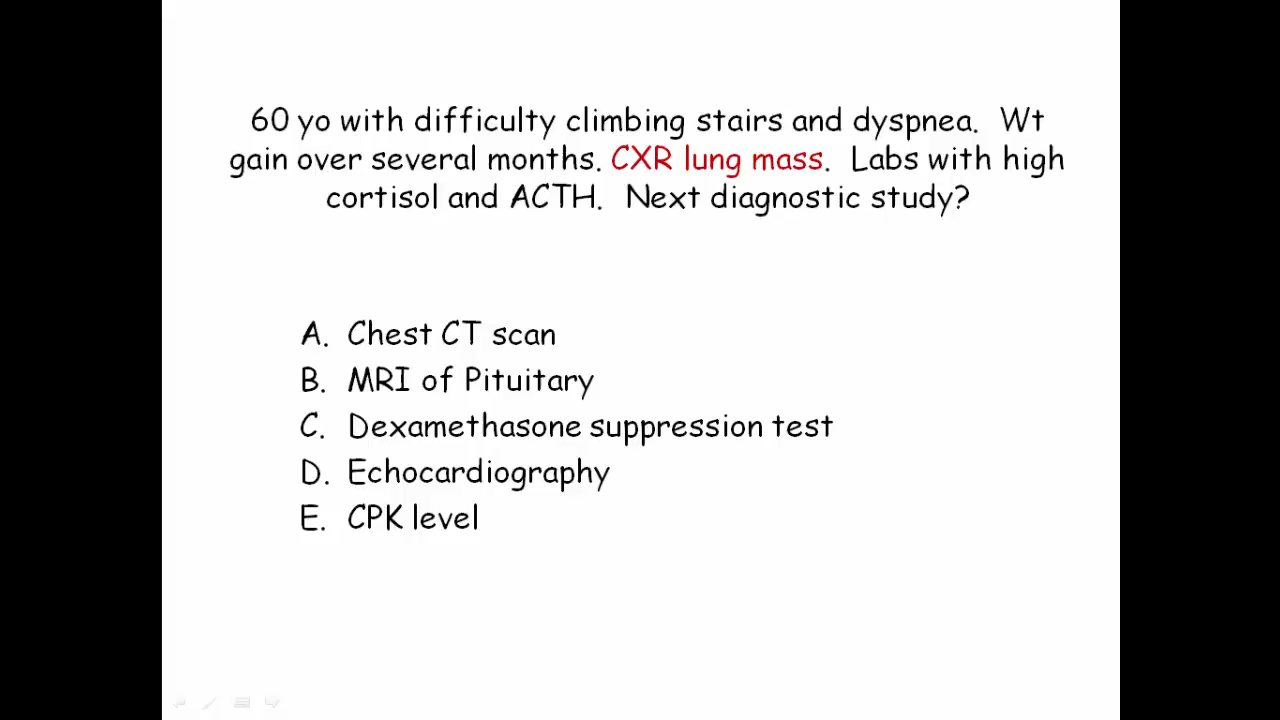 60 yo with difficulty climbing stairs and dyspnea. Wt
gain over several months. CXR lung mass. Labs with high
cortisol and ACTH. Next diagnostic study?
A. Chest CT scan
B. MRI of Pituitary
C. Dexamethasone suppression test
D. Echocardiography
E. CPK level